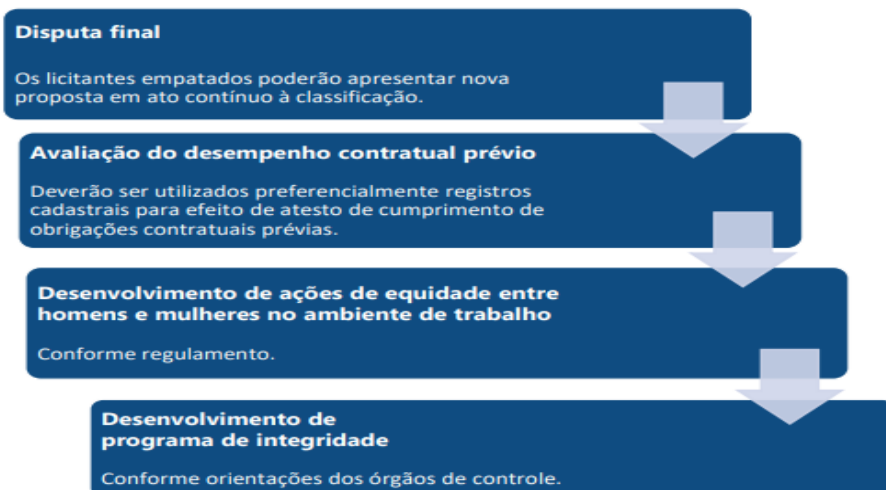 Disputa final
Os licitantes empatados poderão apresentar nova
proposta em ato contínuo à classificação.
Avaliação do desempenho contratual prévio
Deverão ser utilizados preferencialmente registros
cadastrais para efeito de atesto de cumprimento de
obrigações contratuais prévias.
Desenvolvimento de ações de equidade entre
homens e mulheres no ambiente de trabalho
Conforme regulamento.
Desenvolvimento de
programa de integridade
Conforme orientações dos órgãos de controle.